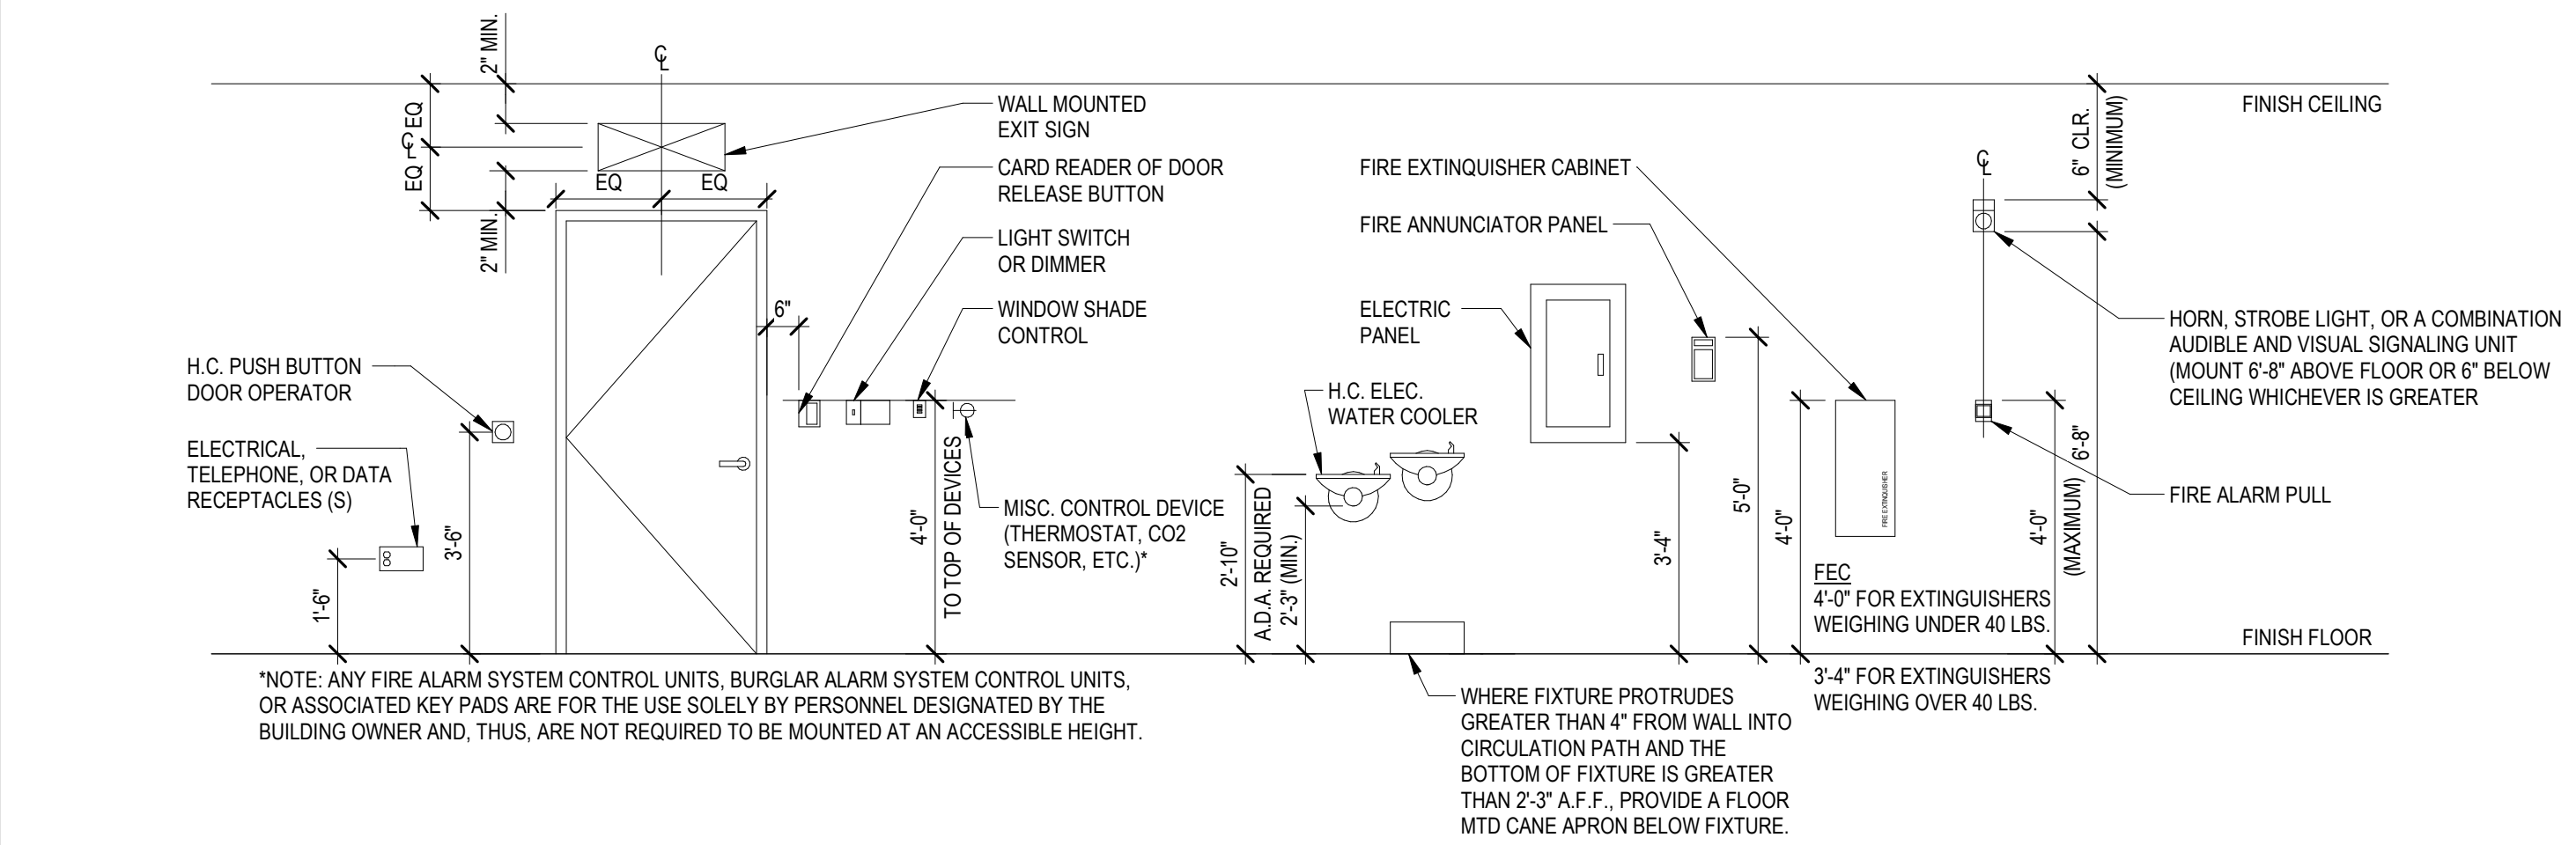 2" MIN.
EQ
℄
EQ
2" MIN.
℄
EQ
EQ
WALL MOUNTED
EXIT SIGN
CARD READER OF DOOR
RELEASE BUTTON
LIGHT SWITCH
OR DIMMER
6"
WINDOW SHADE
CONTROL
H.C. PUSH BUTTON
DOOR OPERATOR
ELECTRICAL,
TELEPHONE, OR DATA
RECEPTACLES (S)
1'-6"
3'-6"
4'-0"
TO TOP OF DEVICES
MISC. CONTROL DEVICE
(THERMOSTAT, CO2
SENSOR, ETC.)*
*NOTE: ANY FIRE ALARM SYSTEM CONTROL UNITS, BURGLAR ALARM SYSTEM CONTROL UNITS,
OR ASSOCIATED KEY PADS ARE FOR THE USE SOLELY BY PERSONNEL DESIGNATED BY THE
BUILDING OWNER AND, THUS, ARE NOT REQUIRED TO BE MOUNTED AT AN ACCESSIBLE HEIGHT.
FIRE EXTINQUISHER CABINET
FIRE ANNUNCIATOR PANEL
ELECTRIC
PANEL
H.C. ELEC.
WATER COOLER
2'-10"
A.D.A. REQUIRED
2'-3" (MIN.)
3'-4"
5'-0"
4'-0"
FIRE EXTINQUISHER
FEC
4'-0" FOR EXTINGUISHERS
WEIGHING UNDER 40 LBS.
3'-4" FOR EXTINGUISHERS
WEIGHING OVER 40 LBS.
WHERE FIXTURE PROTRUDES
GREATER THAN 4" FROM WALL INTO
CIRCULATION PATH AND THE
BOTTOM OF FIXTURE IS GREATER
THAN 2'-3" A.F.F., PROVIDE A FLOOR
MTD CANE APRON BELOW FIXTURE.
℄
6" CLR.
(MINIMUM)
FINISH CEILING
HORN, STROBE LIGHT, OR A COMBINATION
AUDIBLE AND VISUAL SIGNALING UNIT
(MOUNT 6'-8" ABOVE FLOOR OR 6" BELOW
CEILING WHICHEVER IS GREATER
4'-0"
(MAXIMUM)
6'-8"
FIRE ALARM PULL
FINISH FLOOR